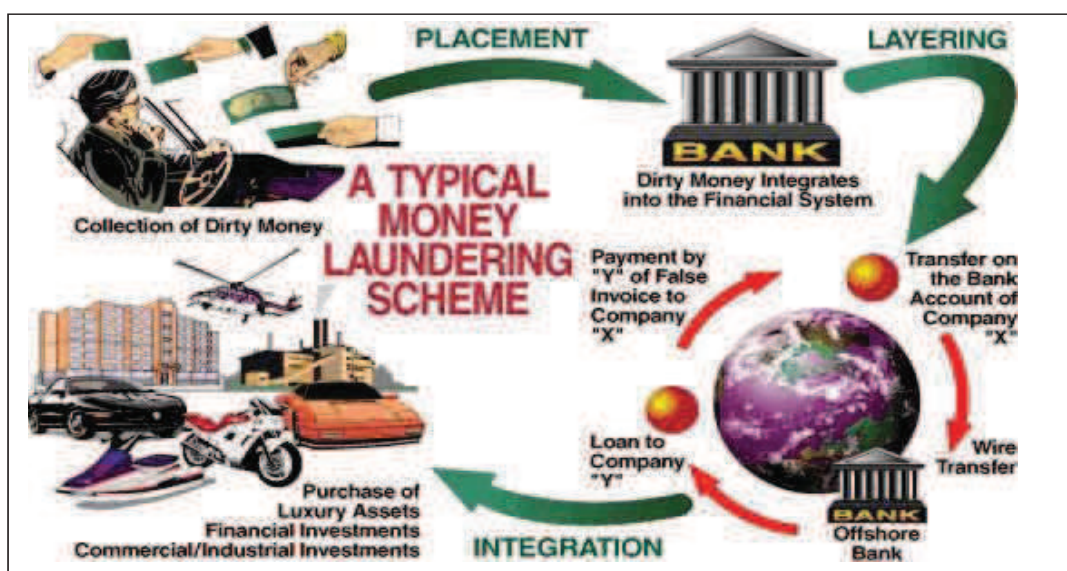 PLACEMENT
LAYERING
BANK
Dirty Money Integrates
into the Financial System
Collection of Dirty Money
A TYPICAL
MONEY
LAUNDERING
SCHEME
Payment by
"Y" of False
Invoice to
Company
"X"
Transfer on
the Bank
Account of
Company
"X"
Loan to
Company
"Y"
Wire
Transfer
BANK
Offshore
Bank
Purchase of
Luxury Assets
Financial Investments
Commercial/Industrial Investments
INTEGRATION